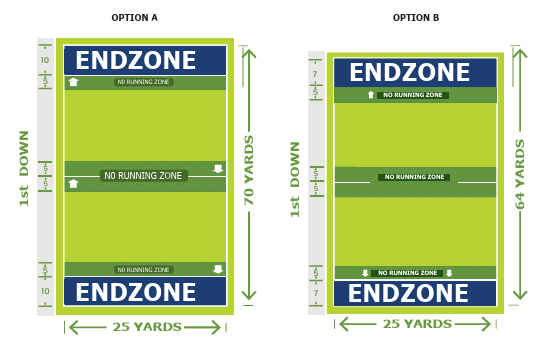 OPTION A
OPTION B
10
ENDZONE
5
NO RUNNING ZONE
1st DOWN
5
NO RUNNING ZONE
5
70 YARDS
5
NO RUNNING ZONE
10
ENDZONE
25 YARDS
7
ENDZONE
5
NO RUNNING ZONE
1st DOWN
5
NO RUNNING ZONE
5
64 YARDS
5
NO RUNNING ZONE
7
ENDZONE
25 YARDS